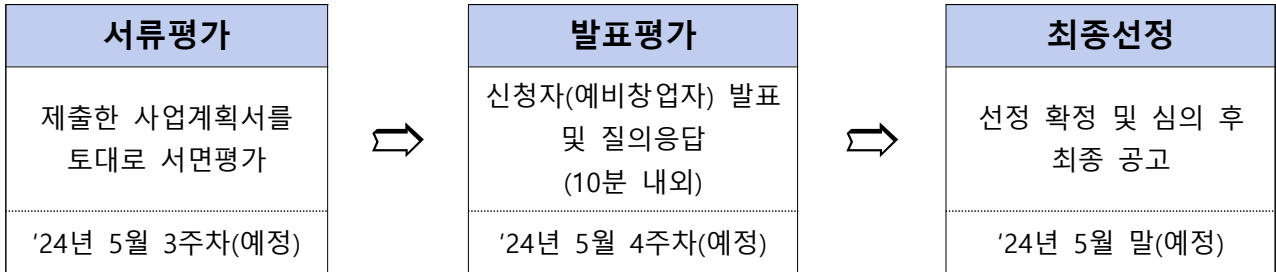 서류평가
제출한 사업계획서를
토대로 서면평가
'24년 5월 3주차(예정)
발표평가
신청자(예비창업자) 발표
및 질의응답
(10분 내외)
'24년 5월 4주차(예정)
최종선정
선정 확정 및 심의 후
최종 공고
'24년 5월 말(예정)